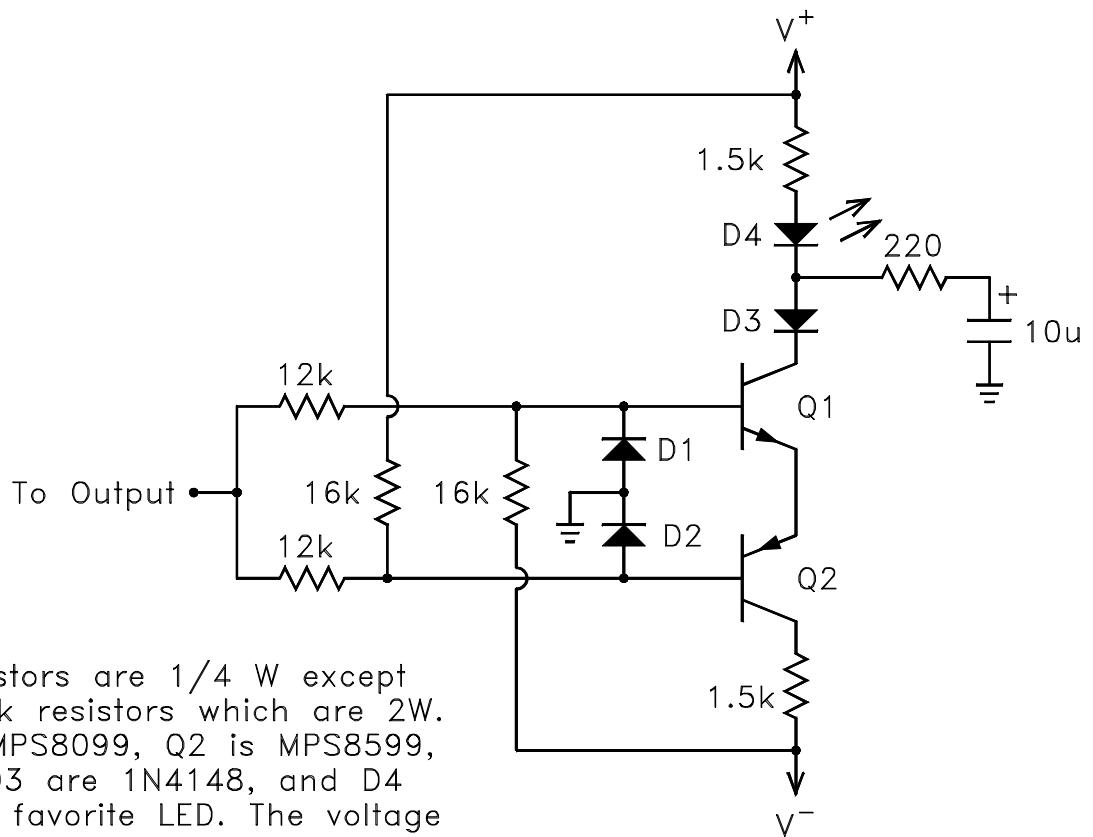 V+
1.5k
D4
220
+
D3
10u
12k
Q1
D1
To Output
16k
16k
D2
12k
Q2
are 1/4 W except
resistors which are 2W.
1.5k
MPS8099, Q2 is MPS8599,
are 1N4148, and D4
favorite LED. The voltage
V−